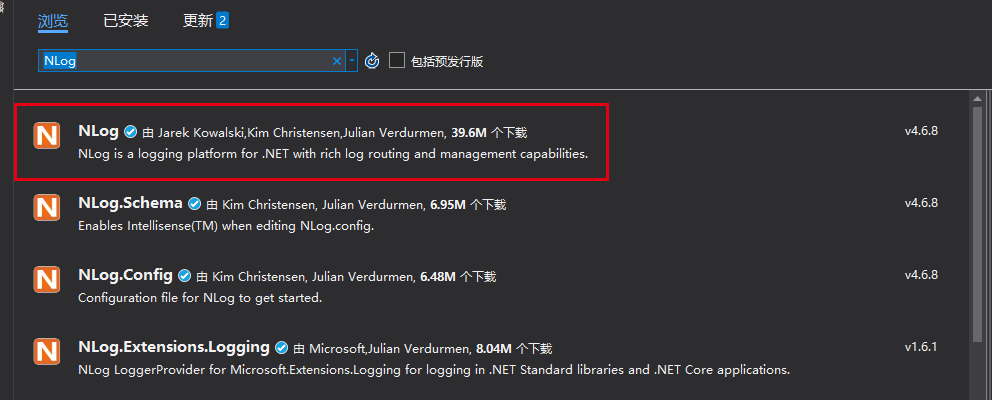 浏览 已安装 更新 2
NLog 包括预发行版
NLog 由 Jarek Kowalski,Kim Christensen,Julian Verdurmen, 39.6M 个下载 v4.6.8
NLog is a logging platform for .NET with rich log routing and management capabilities.
NLog.Schema 由 Kim Christensen, Julian Verdurmen, 6.95M 个下载 v4.6.8
Enables Intellisense(TM) when editing NLog.config.
NLog.Config 由 Kim Christensen, Julian Verdurmen, 6.48M 个下载 v4.6.8
Configuration file for NLog to get started.
NLog.Extensions.Logging 由 Microsoft,Julian Verdurmen, 8.04M 个下载 v1.6.1
NLog LoggerProvider for Microsoft.Extensions.Logging for logging in .NET Standard libraries and .NET Core applications.